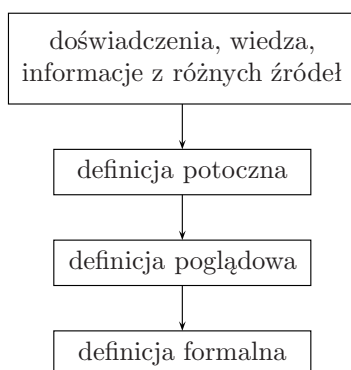 doświadczenia, wiedza,
informacje z różnych źródeł
definicja potoczna
definicja poglądowa
definicja formalna